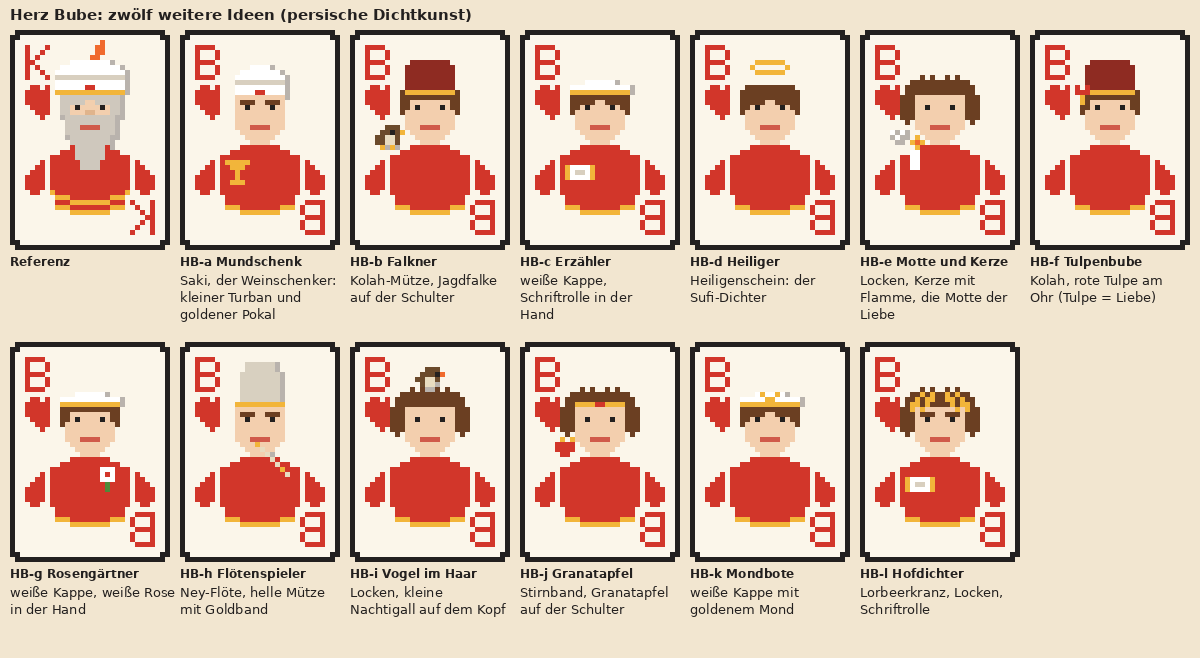 Herz Bube: zwölf weitere Ideen (persische Dichtkunst)
K
B
B
B
B
B
B
K
B
B
B
B
B
B
Referenz
HB-a Mundschenk
Saki, der Weinschenker:
kleiner Turban und
goldener Pokal
HB-b Falkner
Kolah-Mütze, Jagdfalke
auf der Schulter
HB-c Erzähler
weiße Kappe,
Schriftrolle in der
Hand
HB-d Heiliger
Heiligenschein: der
Sufi-Dichter
HB-e Motte und Kerze
Locken, Kerze mit
Flamme, die Motte der
Liebe
HB-f Tulpenbube
Kolah, rote Tulpe am
Ohr (Tulpe = Liebe)
B
B
B
B
B
B
B
B
B
B
B
B
HB-g Rosengärtner
weiße Kappe, weiße Rose
in der Hand
HB-h Flötenspieler
Ney-Flöte, helle Mütze
mit Goldband
HB-i Vogel im Haar
Locken, kleine
Nachtigall auf dem Kopf
HB-j Granatapfel
Stirnband, Granatapfel
auf der Schulter
HB-k Mondbote
weiße Kappe mit
goldenem Mond
HB-l Hofdichter
Lorbeerkranz, Locken,
Schriftrolle